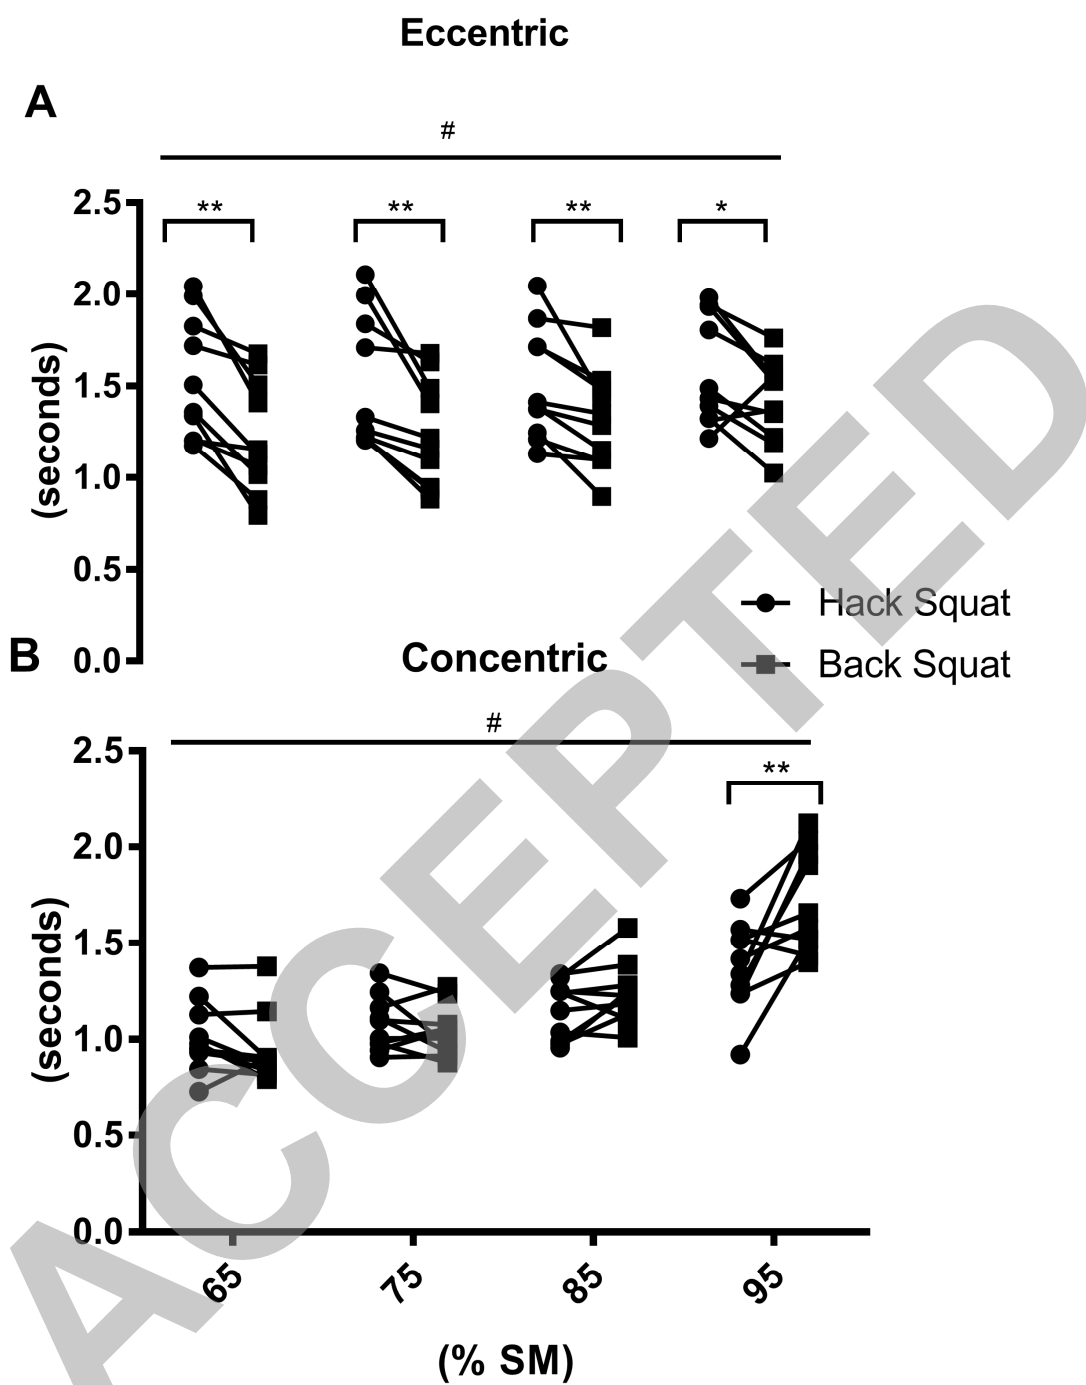 Eccentric
A
#
** ** ** *
2.5
2.0
1.5
1.0
0.5
0.0
(seconds)
Hack Squat
Back Squat
B
Concentric
#
**
2.5
2.0
1.5
1.0
0.5
0.0
(seconds)
65 75 85 95
(% SM)
ACCEPTED